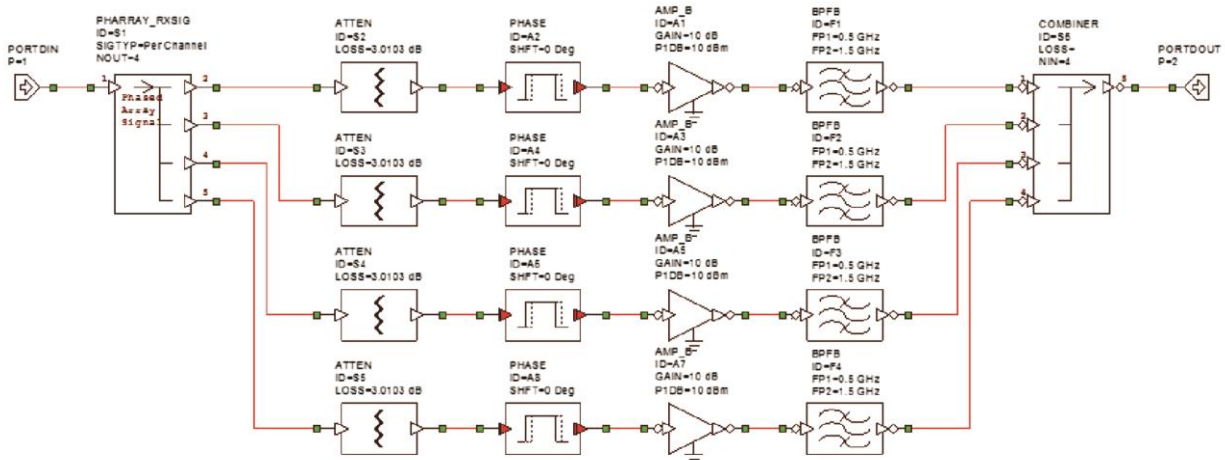 PHARRAY_RXSIG
ID=S1
SIGTYP=PerChannel
NOUT=4
PORTDIN
P=1
1
2
3
4
5
Phased
Array
Signal
ATTEN
ID=S2
LOSS=3.0103 dB
PHASE
ID=A2
SHFT=0 Deg
AMP_B
ID=A1
GAIN=10 dB
P1DB=10 dBm
BPFB
ID=F1
FP1=0.5 GHz
FP2=1.5 GHz
COMBINER
ID=S6
LOSS=
NIN=4
PORTDOUT
P=2
1
2
3
4
5
ATTEN
ID=S3
LOSS=3.0103 dB
PHASE
ID=A4
SHFT=0 Deg
AMP_B
ID=A3
GAIN=10 dB
P1DB=10 dBm
BPFB
ID=F2
FP1=0.5 GHz
FP2=1.5 GHz
ATTEN
ID=S4
LOSS=3.0103 dB
PHASE
ID=A6
SHFT=0 Deg
AMP_B
ID=A5
GAIN=10 dB
P1DB=10 dBm
BPFB
ID=F3
FP1=0.5 GHz
FP2=1.5 GHz
ATTEN
ID=S5
LOSS=3.0103 dB
PHASE
ID=A8
SHFT=0 Deg
AMP_B
ID=A7
GAIN=10 dB
P1DB=10 dBm
BPFB
ID=F4
FP1=0.5 GHz
FP2=1.5 GHz